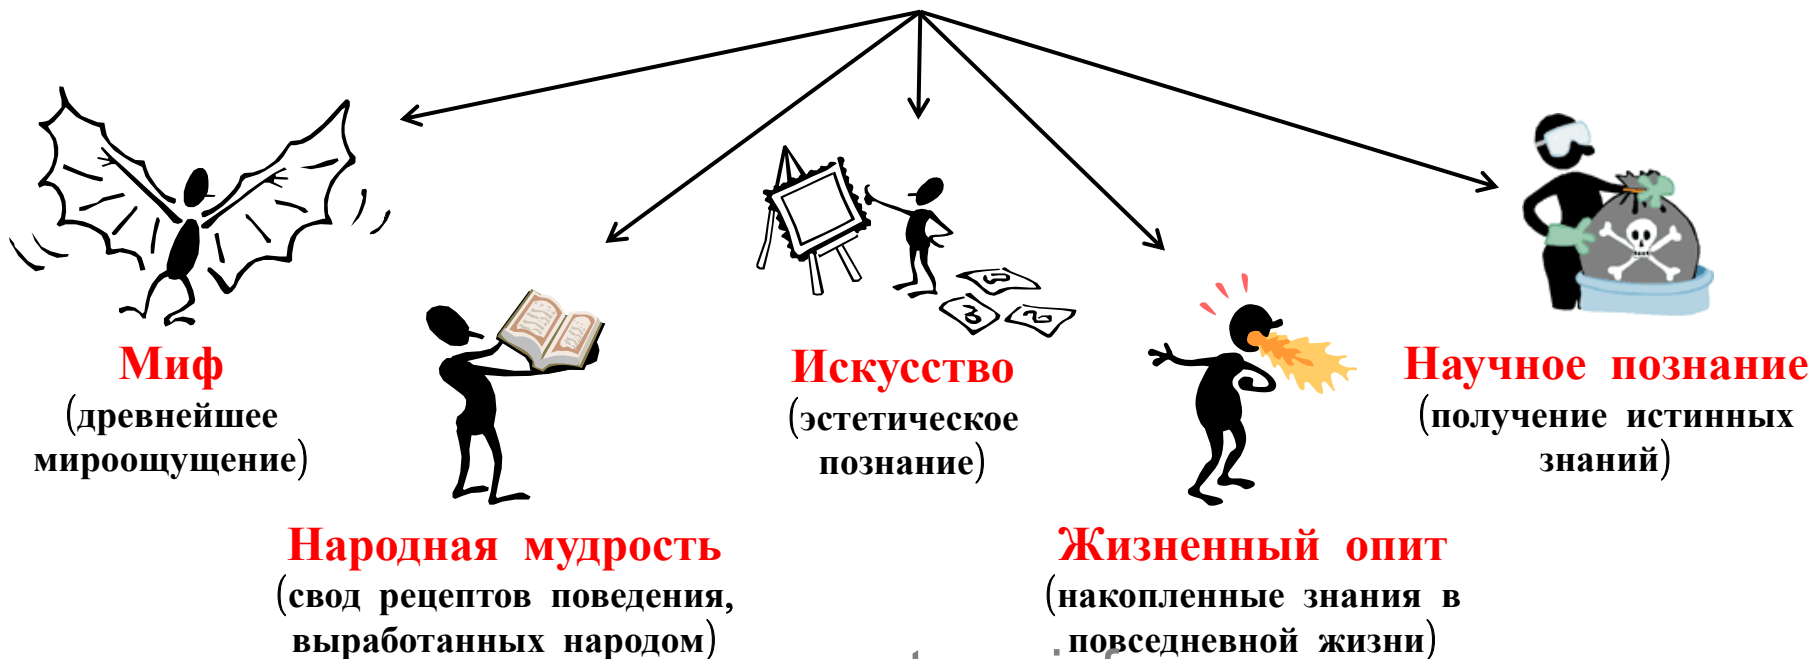 Миф
(древнейшее
мироощущение)
Народная мудрость
(свод рецептов поведения,
выработанных народом)
Искусство
(эстетическое
познание)
Жизненный опит
(накопленные знания в
повседневной жизни)
Научное познание
(получение истинных
знаний)